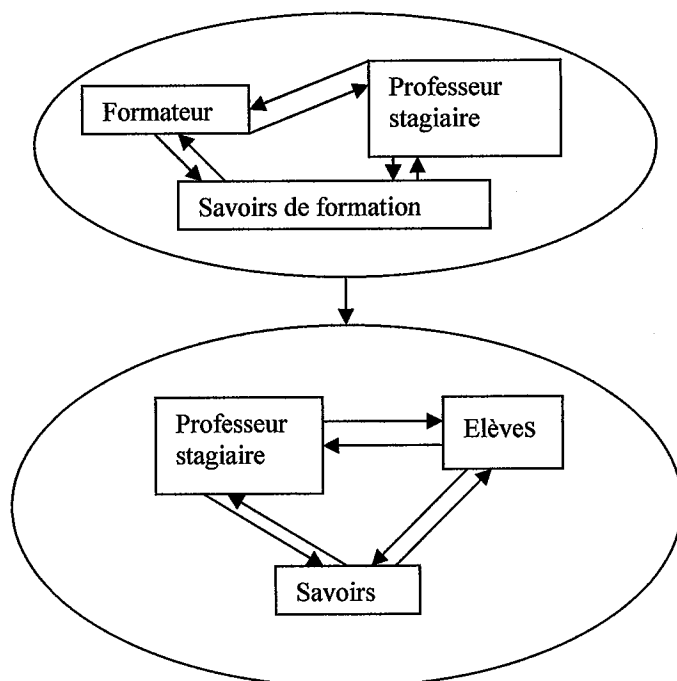 Formateur
Professeur
stagiaire
Savoirs de formation
Professeur
stagiaire
Elèves
Savoirs